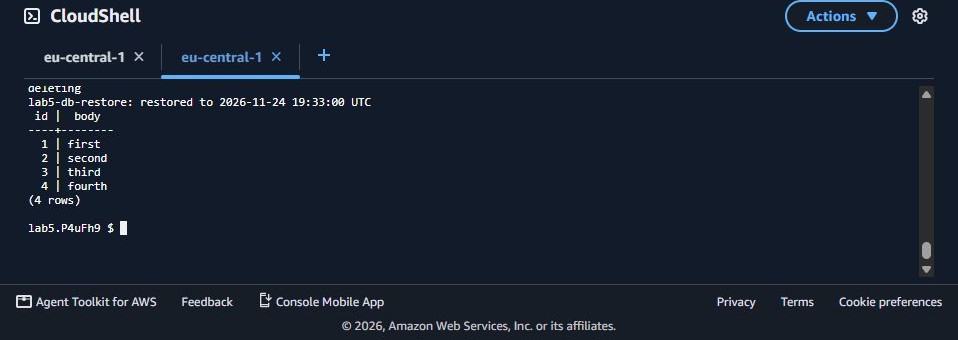 CloudShell
Actions ▼
eu-central-1 ×
eu-central-1 ×
+
deleting
lab5-db-restore: restored to 2026-11-24 19:33:00 UTC
 id |  body
----+--------
  1 | first
  2 | second
  3 | third
  4 | fourth
(4 rows)
lab5.P4uFh9 $
Agent Toolkit for AWS Feedback Console Mobile App Privacy Terms Cookie preferences
© 2026, Amazon Web Services, Inc. or its affiliates.